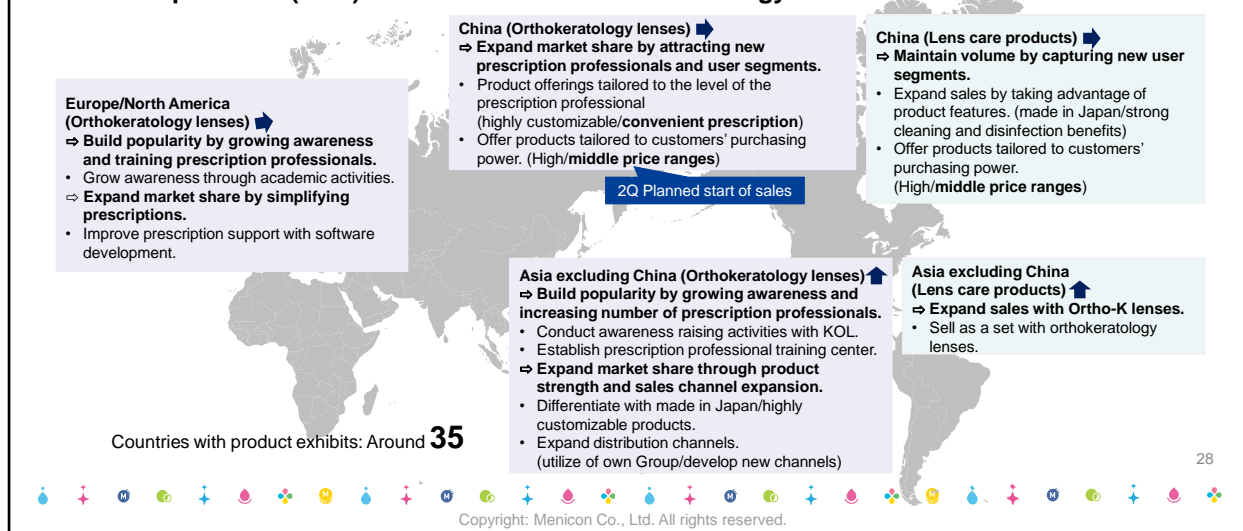 Europe/North America
(Orthokeratology lenses)
⇨ Build popularity by growing awareness
and training prescription professionals.
• Grow awareness through academic activities.
⇨ Expand market share by simplifying
prescriptions.
• Improve prescription support with software
development.
China (Orthokeratology lenses)
⇨ Expand market share by attracting new
prescription professionals and user segments.
• Product offerings tailored to the level of the
prescription professional
(highly customizable/convenient prescription)
• Offer products tailored to customers' purchasing
power. (High/middle price ranges)
2Q Planned start of sales
China (Lens care products)
⇨ Maintain volume by capturing new user
segments.
• Expand sales by taking advantage of
product features. (made in Japan/strong
cleaning and disinfection benefits)
• Offer products tailored to customers'
purchasing power.
(High/middle price ranges)
Asia excluding China (Orthokeratology lenses)
⇨ Build popularity by growing awareness and
increasing number of prescription professionals.
• Conduct awareness raising activities with KOL.
• Establish prescription professional training center.
⇨ Expand market share through product
strength and sales channel expansion.
• Differentiate with made in Japan/highly
customizable products.
• Expand distribution channels.
(utilize of own Group/develop new channels)
Asia excluding China
(Lens care products)
⇨ Expand sales with Orto-K lenses.
• Sell as a set with orthokeratology
lenses.
Countries with product exhibits: Around 35
28
Copyright: Menicon Co., Ltd. All rights reserved.